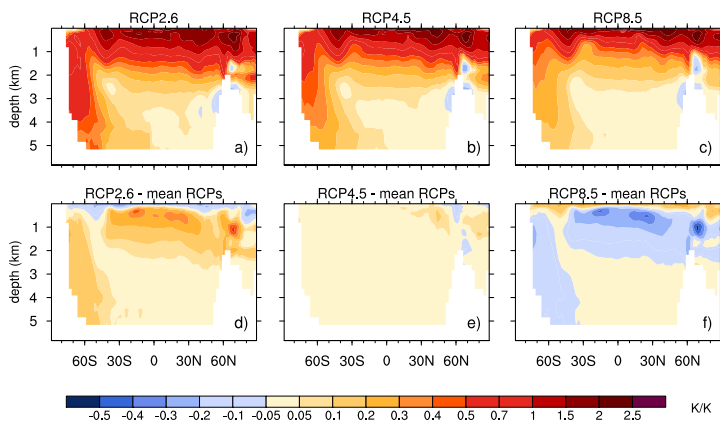 RCP2.6 RCP4.5 RCP8.5
depth (km)
1
2
3
4
5
a) b) c)
RCP2.6 - mean RCPs RCP4.5 - mean RCPs RCP8.5 - mean RCPs
depth (km)
1
2
3
4
5
d) e) f)
60S 30S 0 30N 60N 60S 30S 0 30N 60N 60S 30S 0 30N 60N
-0.5 -0.4 -0.3 -0.2 -0.1 -0.05 0.05 0.1 0.2 0.3 0.4 0.5 0.7 1 1.5 2 2.5 K/K